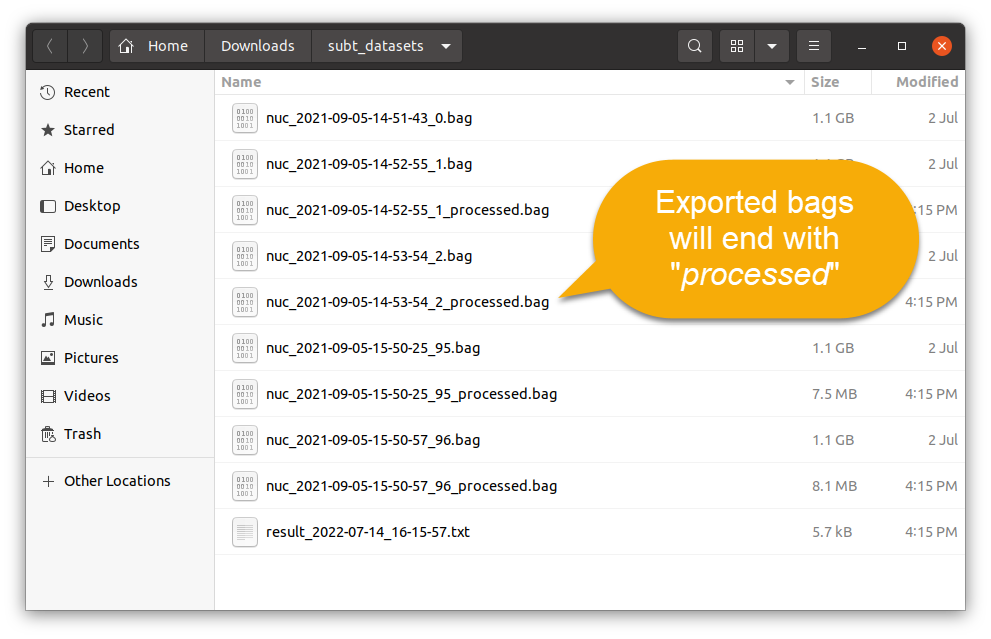 Home Downloads subt_datasets
Name Size Modified
Recent
Starred
Home
Desktop
Documents
Downloads
Music
Pictures
Videos
Trash
Other Locations
nuc_2021-09-05-14-51-43_0.bag 1.1 GB 2 Jul
nuc_2021-09-05-14-52-55_1.bag 2 Jul
nuc_2021-09-05-14-52-55_1_processed.bag :15 PM
nuc_2021-09-05-14-53-54_2.bag 2 Jul
nuc_2021-09-05-14-53-54_2_processed.bag 4:15 PM
nuc_2021-09-05-15-50-25_95.bag 1.1 GB 2 Jul
nuc_2021-09-05-15-50-25_95_processed.bag 7.5 MB 4:15 PM
nuc_2021-09-05-15-50-57_96.bag 1.1 GB 2 Jul
nuc_2021-09-05-15-50-57_96_processed.bag 8.1 MB 4:15 PM
result_2022-07-14_16-15-57.txt 5.7 kB 4:15 PM
Exported bags
will end with
"processed"